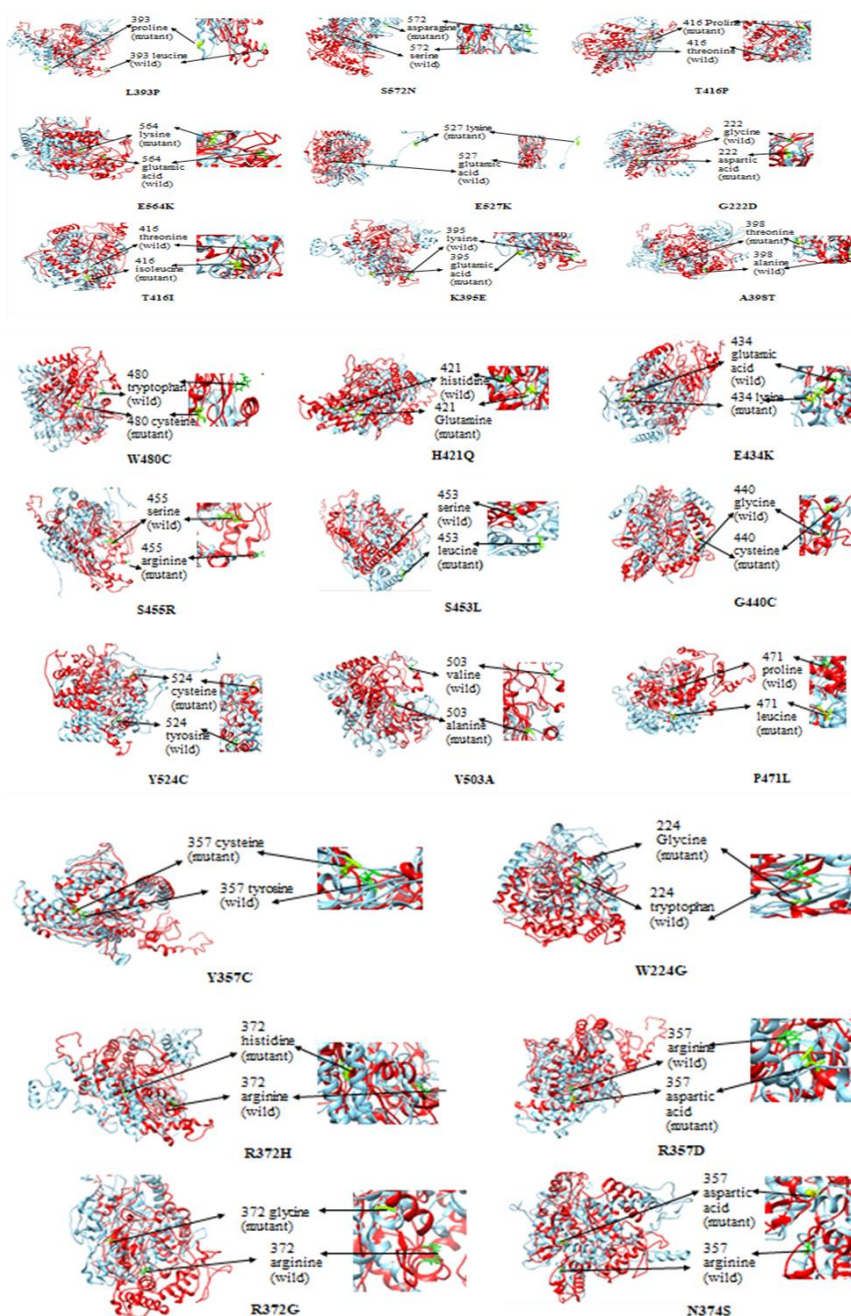 393
proline
(mutant)
393 leucine
(wild)
L393P
572
asparagine
(mutant)
572
serine
(wild)
S572N
416 Proline
(mutant)
416
threonine
(wild)
T416P
564
lysine
(mutant)
564
glutamic acid
(wild)
E564K
527 lysine (mutant)
527
glutamic
acid
(wild)
E527K
222
glycine
(wild)
222
aspartic
acid
(mutant)
G222D
416
threonine
(wild)
416
isoleucine
(mutant)
T416I
395
lysine
(wild)
395
glutamic
acid
(mutant)
K395E
398
threonine
(mutant)
398
alanine
(wild)
A398T
480
tryptophan
(wild)
480 cysteine
(mutant)
W480C
421
histidine
(wild)
421
Glutamine
(mutant)
H421Q
434
glutamic
acid
(wild)
434 lysine
(mutant)
E434K
455
serine
(wild)
455
arginine
(mutant)
S455R
453
serine
(wild)
453
leucine
(mutant)
S453L
440
glycine
(wild)
440
cysteine
(mutant)
G440C
524
cysteine
(mutant)
524
tyrosine
(wild)
Y524C
503
valine
(wild)
503
alanine
(mutant)
V503A
471
proline
(wild)
471
leucine
(mutant)
P471L
357 cysteine
(mutant)
357 tyrosine
(wild)
Y357C
224
Glycine
(mutant)
224
tryptophan
(wild)
W224G
372
histidine
(mutant)
372
arginine
(wild)
R372H
357
arginine
(wild)
357
aspartic
acid
(mutant)
R357D
372 glycine
(mutant)
372
arginine
(wild)
R372G
357
aspartic
acid
(mutant)
357
arginine
(wild)
N374S